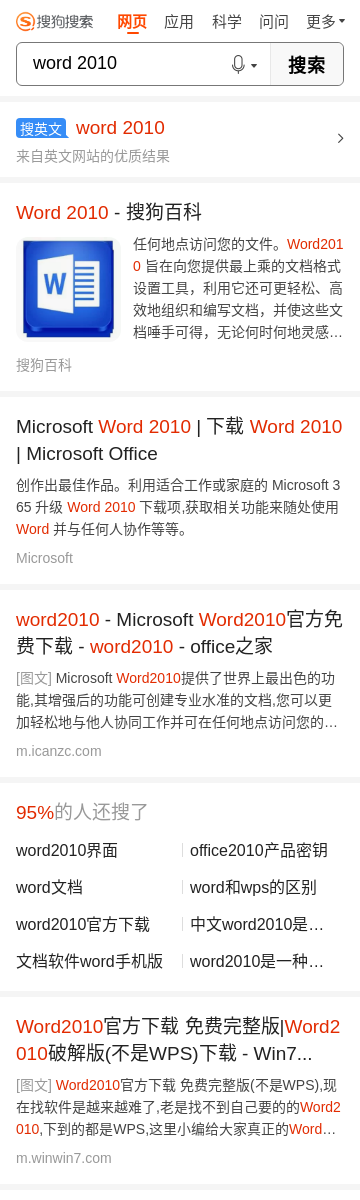 搜狗搜索 网页 应用 科学 问问 更多
word 2010 搜索
搜英文 word 2010
来自英文网站的优质结果
Word 2010 - 搜狗百科
任何地点访问您的文件。Word201
0 旨在向您提供最上乘的文档格式
设置工具，利用它还可更轻松、高
效地组织和编写文档，并使这些文
档唾手可得，无论何时何地灵感…
W
搜狗百科
Microsoft Word 2010 | 下载 Word 2010
| Microsoft Office
创作出最佳作品。利用适合工作或家庭的 Microsoft 3
65 升级 Word 2010 下载项,获取相关功能来随处使用
Word 并与任何人协作等等。
Microsoft
word2010 - Microsoft Word2010官方免
费下载 - word2010 - office之家
[图文] Microsoft Word2010提供了世界上最出色的功
能,其增强后的功能可创建专业水准的文档,您可以更
加轻松地与他人协同工作并可在任何地点访问您的…
m.icanzc.com
95%的人还搜了
word2010界面 office2010产品密钥
word文档 word和wps的区别
word2010官方下载 中文word2010是…
文档软件word手机版 word2010是一种…
Word2010官方下载 免费完整版|Word2
010破解版(不是WPS)下载 - Win7...
[图文] Word2010官方下载 免费完整版(不是WPS),现
在找软件是越来越难了,老是找不到自己要的的Word2
010,下到的都是WPS,这里小编给大家真正的Word…
m.winwin7.com